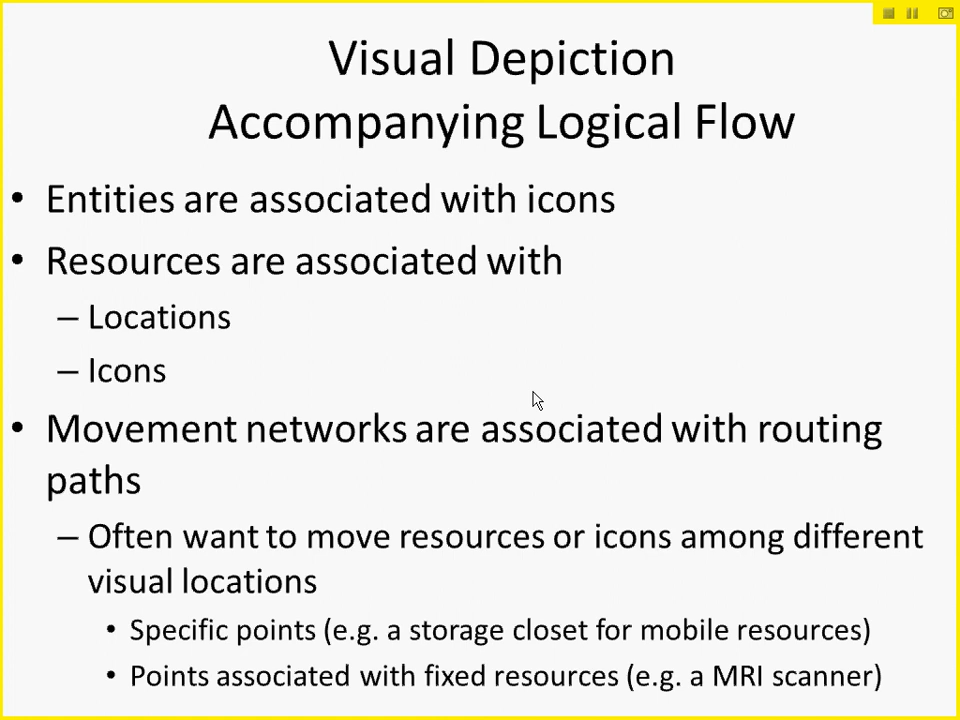 Visual Depiction
Accompanying Logical Flow
• Entities are associated with icons
• Resources are associated with
– Locations
– Icons
• Movement networks are associated with routing
paths
– Often want to move resources or icons among different
visual locations
• Specific points (e.g. a storage closet for mobile resources)
• Points associated with fixed resources (e.g. a MRI scanner)